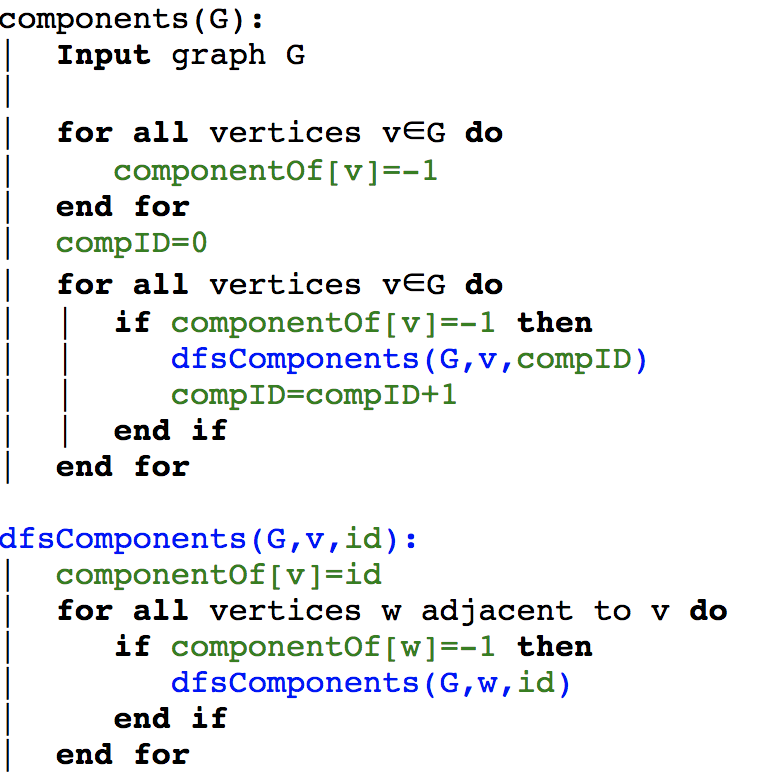 components(G):
| Input graph G
|
| for all vertices v∈G do
| componentOf[v]=-1
| end for
| compID=0
| for all vertices v∈G do
| | if componentOf[v]=-1 then
| | dfsComponents(G,v,compID)
| | compID=compID+1
| | end if
| end for
dfsComponents(G,v,id):
| componentOf[v]=id
| for all vertices w adjacent to v do
| if componentOf[w]=-1 then
| dfsComponents(G,w,id)
| end if
| end for